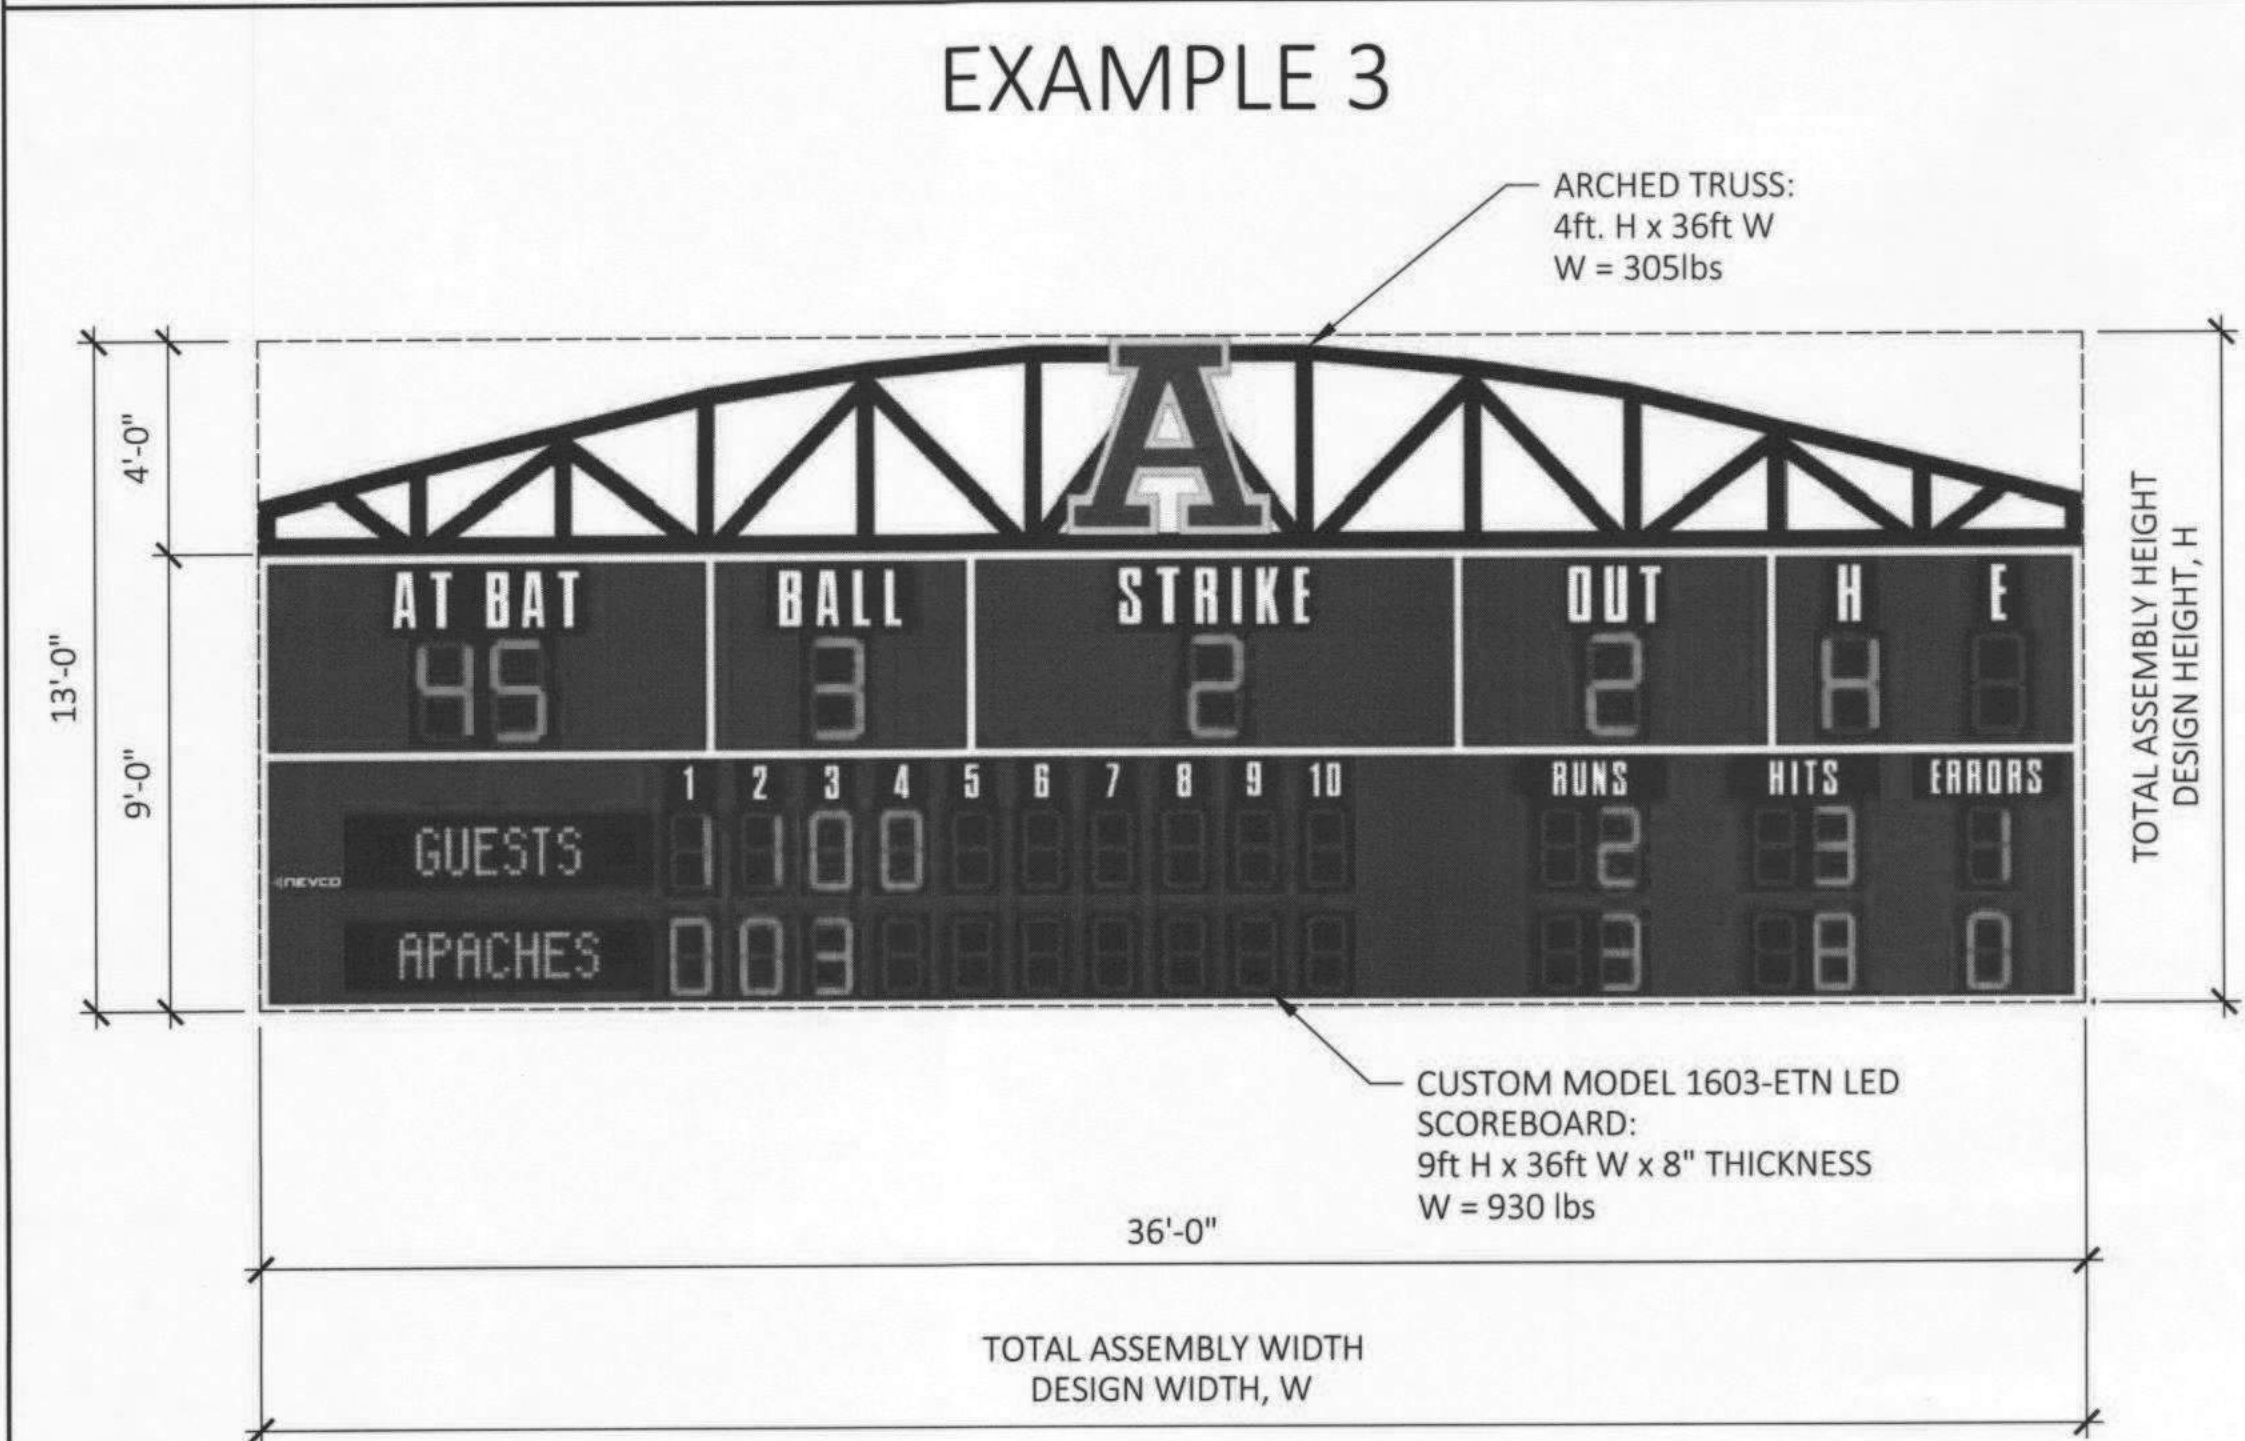 EXAMPLE 3
ARCHED TRUSS:
4ft. H x 36ft W
W = 305lbs
13'-0"
4'-0"
9'-0"
A
TOTAL ASSEMBLY HEIGHT
DESIGN HEIGHT, H
AT BAT BALL STRIKE OUT H E
45 3 2 2 H
1 2 3 4 5 6 7 8 9 10 RUNS HITS ERRORS
GUESTS 1 1 0 0 2 3 1
NEVCO
APACHES 0 0 3 3 8 0
CUSTOM MODEL 1603-ETN LED
SCOREBOARD:
9ft H x 36ft W x 8" THICKNESS
W = 930 lbs
36'-0"
TOTAL ASSEMBLY WIDTH
DESIGN WIDTH, W